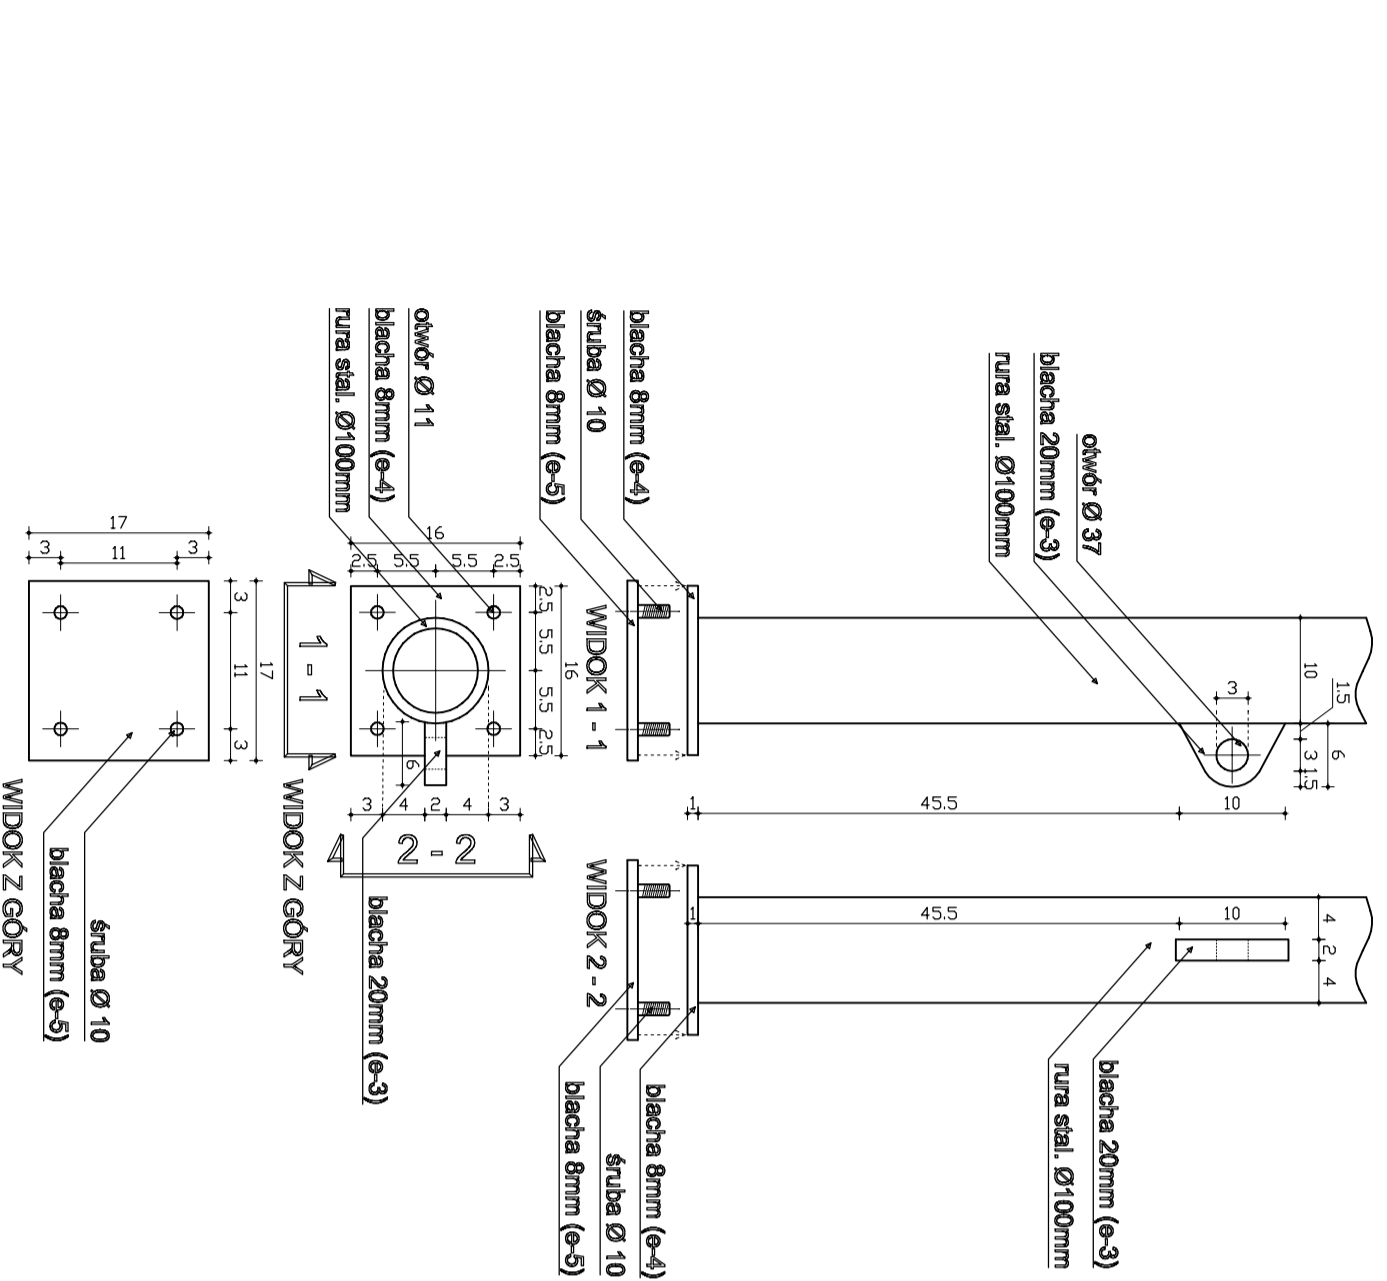 otwór Ø 37
blacha 20mm (e-3)
rura stal. Ø100mm
10
1.5
3
3
6
1.5
1
45.5
10
blacha 8mm (e-4)
śruba Ø 10
blacha 8mm (e-5)
WIDOK 1 - 1
4
2
4
1
45.5
10
blacha 20mm (e-3)
rura stal. Ø100mm
blacha 8mm (e-4)
śruba Ø 10
blacha 8mm (e-5)
WIDOK 2 - 2
otwór Ø 11
blacha 8mm (e-4)
rura stal. Ø100mm
16
2.5
5.5
5.5
2.5
16
2.5
5.5
5.5
2.5
6
3
4
2
4
3
2 - 2
blacha 20mm (e-3)
1 - 1
WIDOK Z GÓRY
17
3
11
3
17
3
11
3
śruba Ø 10
blacha 8mm (e-5)
WIDOK Z GÓRY